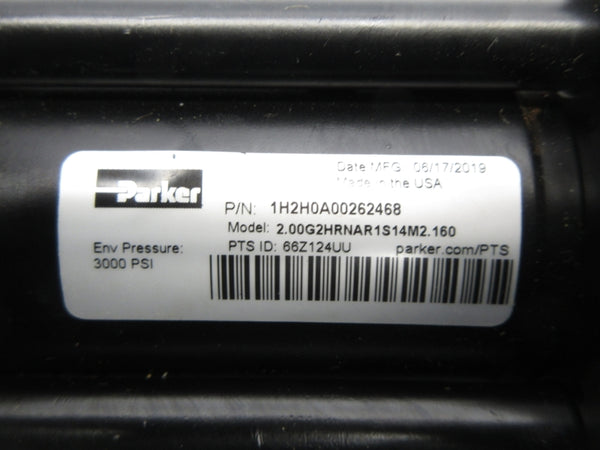 Parker
Date MFG 06/17/2019
Made in the USA
P/N: 1H2H0A00262468
Model: 2.00G2HRNAR1S14M2.160
Env Pressure:
3000 PSI
PTS ID: 66Z124UU parker.com/PTS